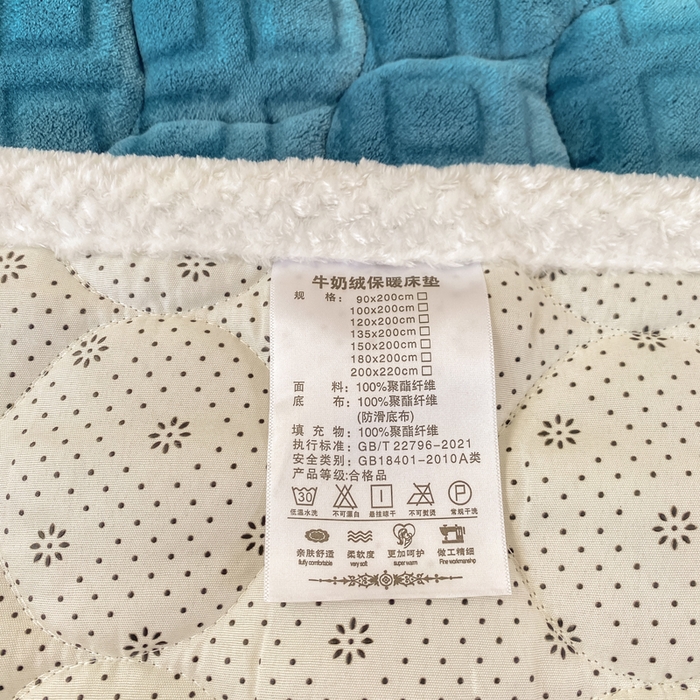 牛奶绒保暖床垫
规 格: 90x200cm□
100x200cm□
120x200cm□
135x200cm□
150x200cm□
180x200cm□
200x220cm□
面 料: 100%聚酯纤维
底 布: 100%聚酯纤维
(防滑底布)
填 充 物: 100%聚酯纤维
执行标准: GB/T 22796-2021
安全类别: GB18401-2010A类
产品等级:合格品
30 P
低温水洗 不可漂白 悬挂晾干 不可熨烫 常规干洗
亲肤舒适 柔软度 更加呵护 做工精细
fluffy comfortable very soft super warm Fine workmanship